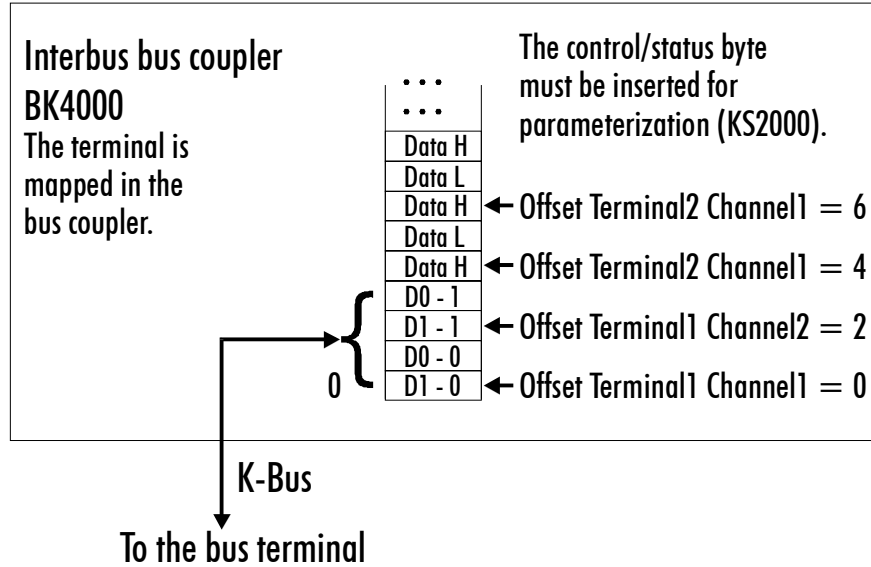 Interbus bus coupler
BK4000
The terminal is
mapped in the
bus coupler.
The control/status byte
must be inserted for
parameterization (KS2000).
• • •
• • •
Data H
Data L
Data H
Offset Terminal2 Channel1 = 6
Data L
Data H
Offset Terminal2 Channel1 = 4
D0 - 1
D1 - 1
Offset Terminal1 Channel2 = 2
D0 - 0
0
D1 - 0
Offset Terminal1 Channel1 = 0
K-Bus
To the bus terminal